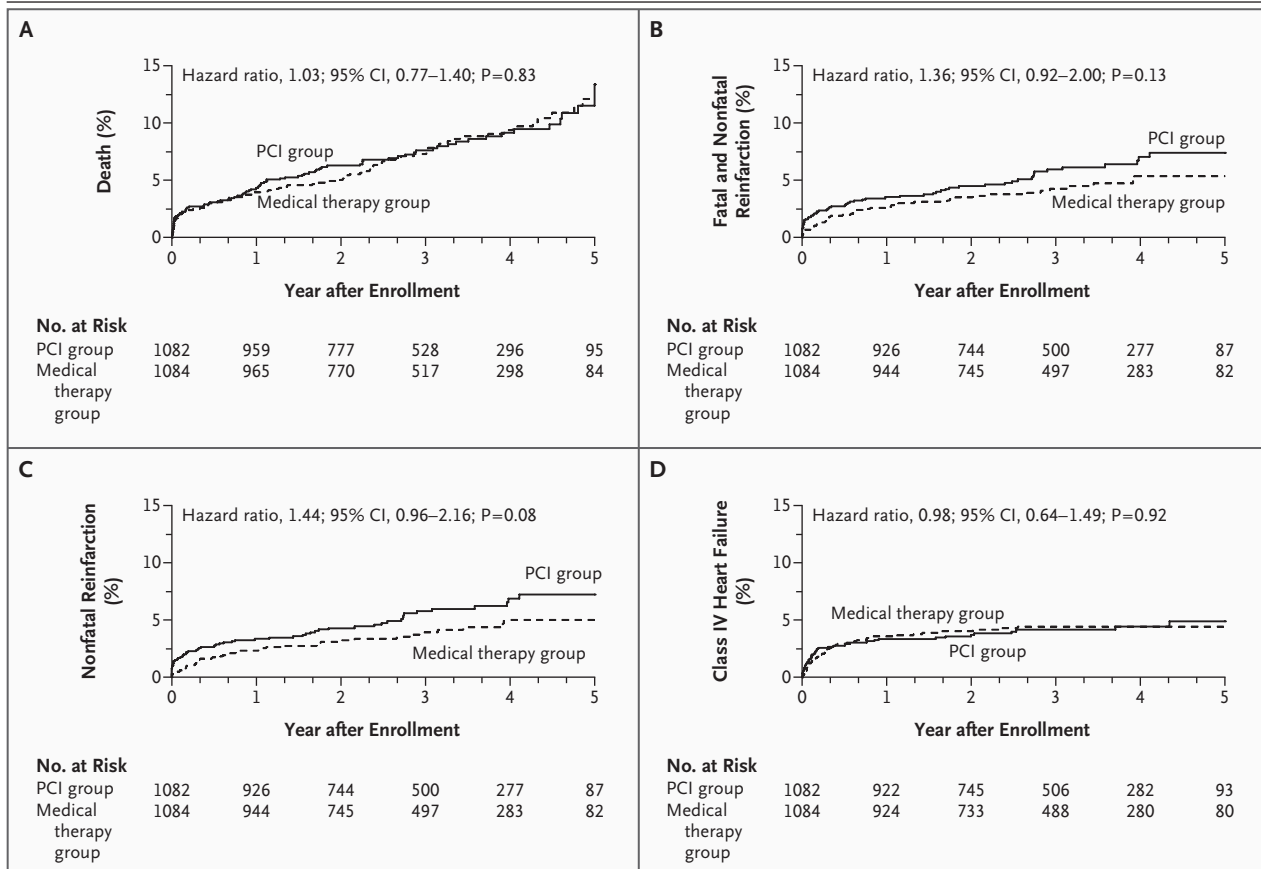 A
Hazard ratio, 1.03; 95% CI, 0.77–1.40; P=0.83
Death (%)
15
10
5
0
PCI group
Medical therapy group
0 1 2 3 4 5
Year after Enrollment
No. at Risk
PCI group 1082 959 777 528 296 95
Medical 1084 965 770 517 298 84
therapy
group
B
Hazard ratio, 1.36; 95% CI, 0.92–2.00; P=0.13
Fatal and Nonfatal
Reinfarction (%)
15
10
5
0
PCI group
Medical therapy group
0 1 2 3 4 5
Year after Enrollment
No. at Risk
PCI group 1082 926 744 500 277 87
Medical 1084 944 745 497 283 82
therapy
group
C
Hazard ratio, 1.44; 95% CI, 0.96–2.16; P=0.08
Nonfatal Reinfarction
(%)
15
10
5
0
PCI group
Medical therapy group
0 1 2 3 4 5
Year after Enrollment
No. at Risk
PCI group 1082 926 744 500 277 87
Medical 1084 944 745 497 283 82
therapy
group
D
Hazard ratio, 0.98; 95% CI, 0.64–1.49; P=0.92
Class IV Heart Failure
(%)
15
10
5
0
Medical therapy group
PCI group
0 1 2 3 4 5
Year after Enrollment
No. at Risk
PCI group 1082 922 745 506 282 93
Medical 1084 924 733 488 280 80
therapy
group